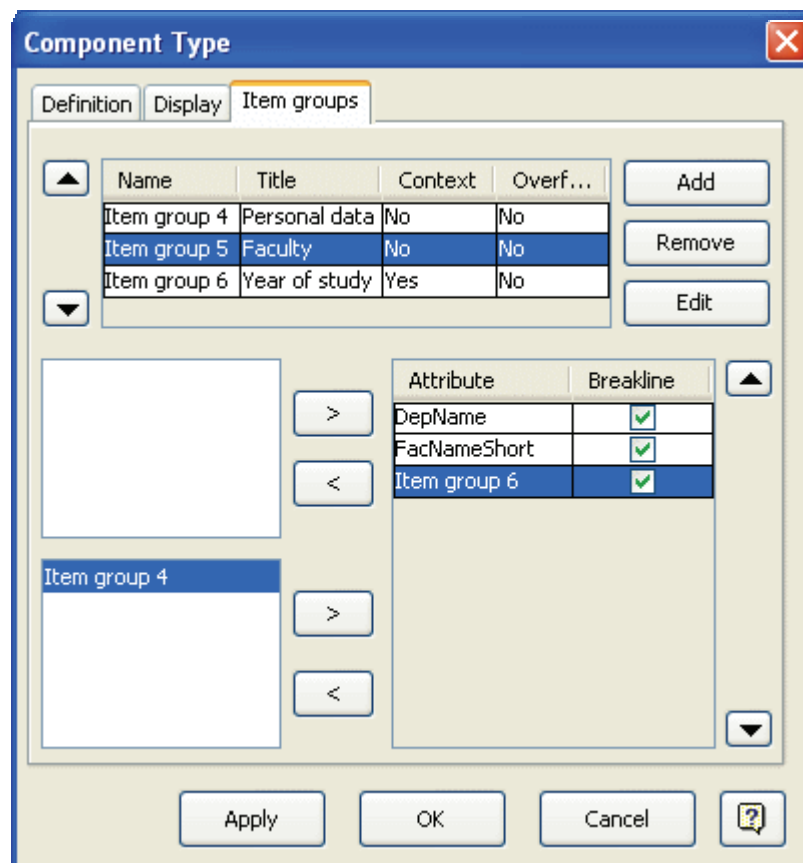 Component Type
Definition Display Item groups
Name Title Context Overf...
Item group 4 Personal data No No
Item group 5 Faculty No No
Item group 6 Year of study Yes No
Add
Remove
Edit
>
<
Attribute Breakline
DepName
FacNameShort
Item group 6
Item group 4
>
<
Apply OK Cancel ?